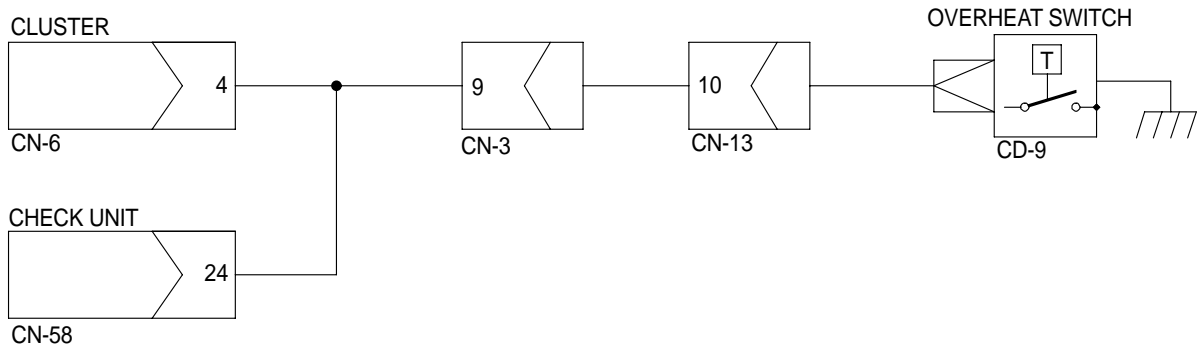 CLUSTER
4
CN-6
9
CN-3
10
CN-13
OVERHEAT SWITCH
T
CD-9
CHECK UNIT
24
CN-58